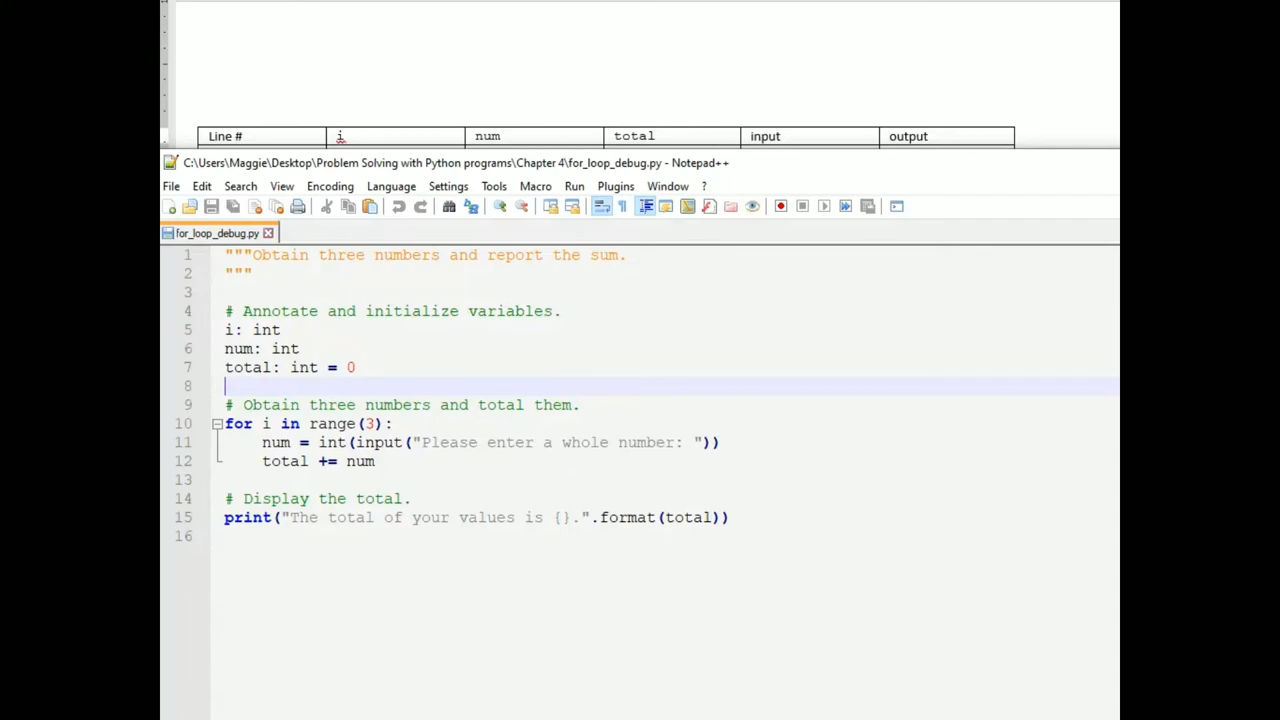 Line # i num total input output
C:\Users\Maggie\Desktop\Problem Solving with Python programs\Chapter 4\for_loop_debug.py - Notepad++
File Edit Search View Encoding Language Settings Tools Macro Run Plugins Window ?
for_loop_debug.py
1 """Obtain three numbers and report the sum.
2 """
3
4 # Annotate and initialize variables.
5 i: int
6 num: int
7 total: int = 0
8
9 # Obtain three numbers and total them.
10 for i in range(3):
11     num = int(input("Please enter a whole number: "))
12     total += num
13
14 # Display the total.
15 print("The total of your values is {}.".format(total))
16